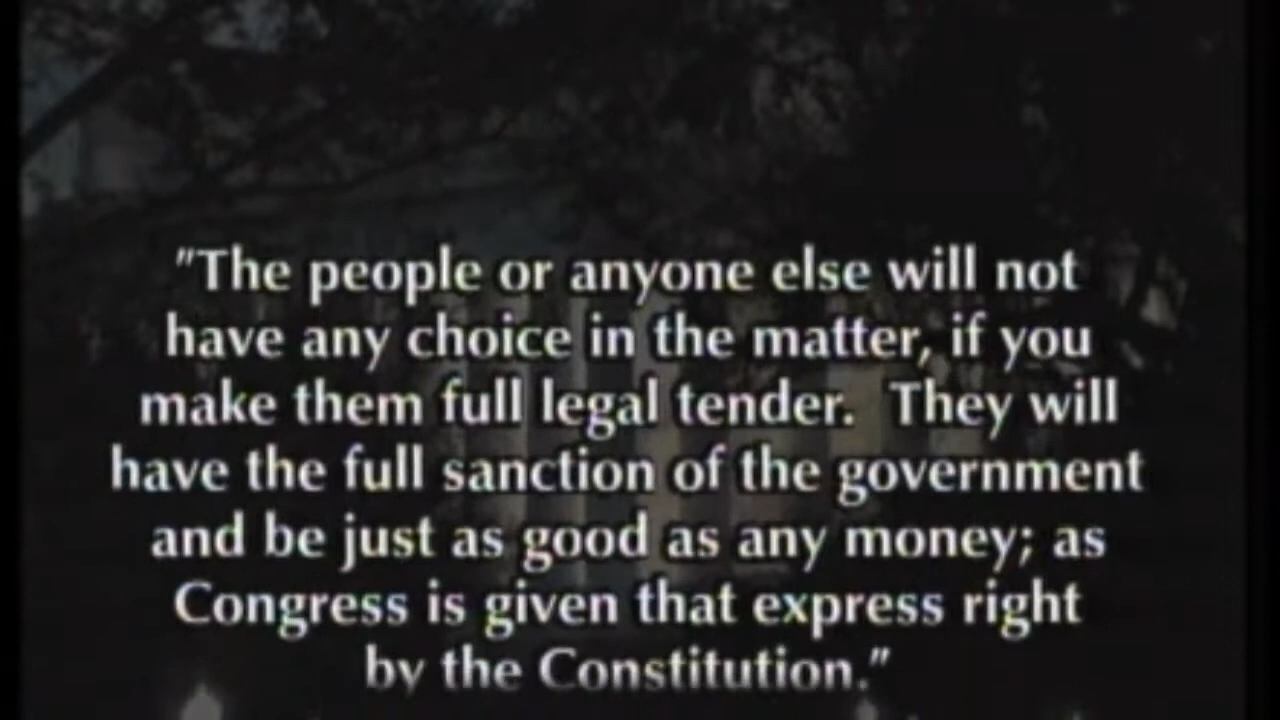 "The people or anyone else will not
have any choice in the matter, if you
make them full legal tender.  They will
have the full sanction of the government
and be just as good as any money; as
Congress is given that express right
by the Constitution."